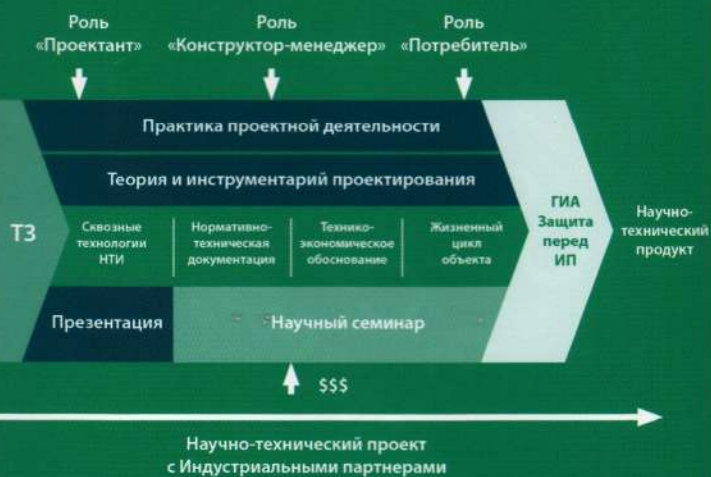 Роль
«Проектант»
Роль
«Конструктор-менеджер»
Роль
«Потребитель»
Практика проектной деятельности
Теория и инструментарий проектирования
ТЗ
Сквозные
технологии
НТИ
Нормативно-
техническая
документация
Технико-
экономическое
обоснование
Жизненный
цикл
объекта
ГИА
Защита
перед
ИП
Научно-
технический
продукт
Презентация
Научный семинар
$$$
Научно-технический проект
с Индустриальными партнерами